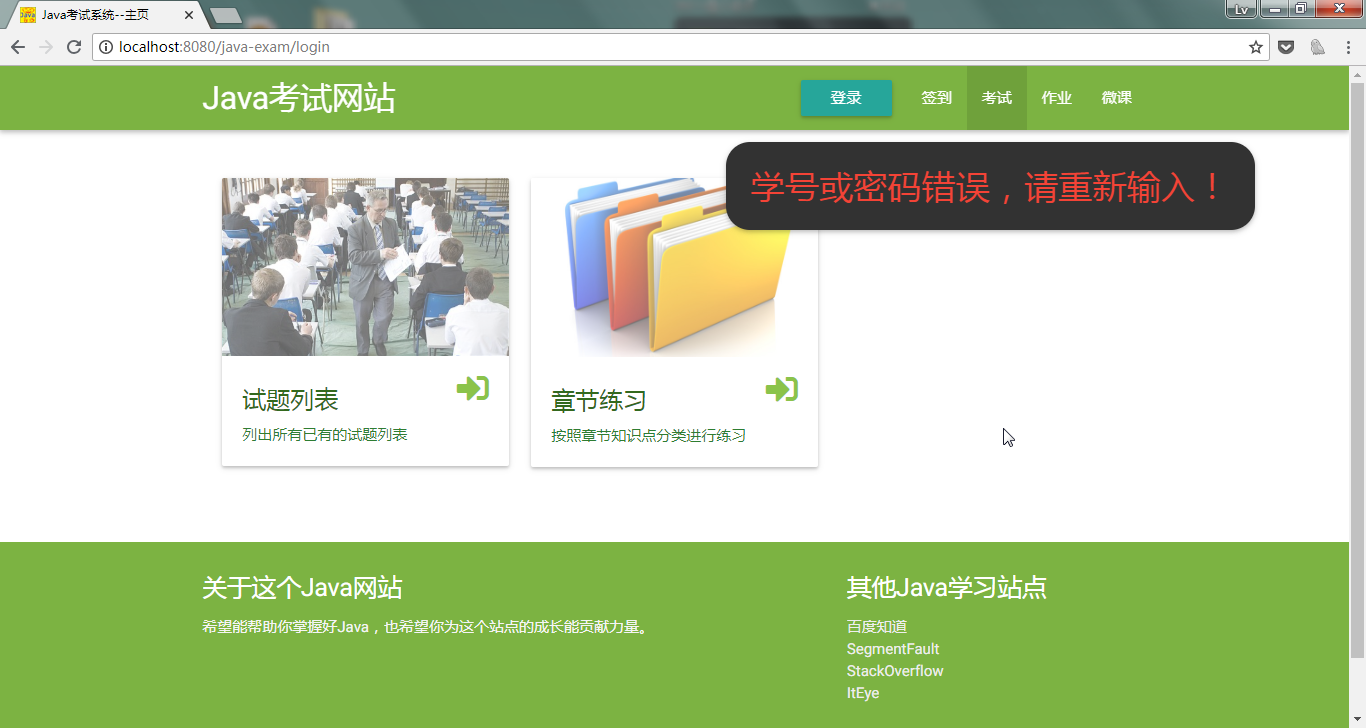 Java考试系统--主页
Lv
localhost:8080/java-exam/login
Java考试网站
登录
签到
考试
作业
微课
学号或密码错误，请重新输入！
试题列表
列出所有已有的试题列表
章节练习
按照章节知识点分类进行练习
关于这个Java网站
希望能帮助你掌握好Java，也希望你为这个站点的成长能贡献力量。
其他Java学习站点
百度知道
SegmentFault
StackOverflow
ItEye